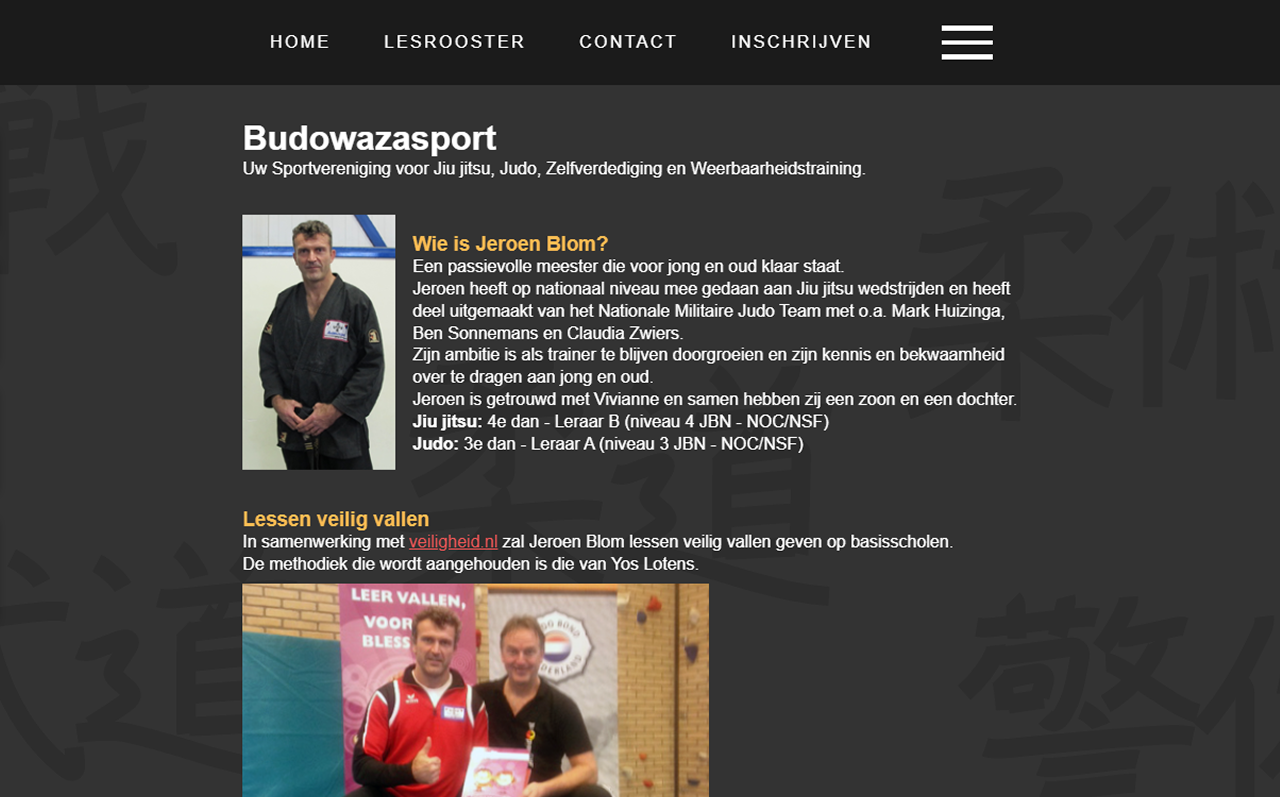 HOME LESROOSTER CONTACT INSCHRIJVEN
Budowazasport
Uw Sportvereniging voor Jiu jitsu, Judo, Zelfverdediging en Weerbaarheidstraining.
Wie is Jeroen Blom?
Een passievolle meester die voor jong en oud klaar staat.
Jeroen heeft op nationaal niveau mee gedaan aan Jiu jitsu wedstrijden en heeft
deel uitgemaakt van het Nationale Militaire Judo Team met o.a. Mark Huizinga,
Ben Sonnemans en Claudia Zwiers.
Zijn ambitie is als trainer te blijven doorgroeien en zijn kennis en bekwaamheid
over te dragen aan jong en oud.
Jeroen is getrouwd met Vivianne en samen hebben zij een zoon en een dochter.
Jiu jitsu: 4e dan - Leraar B (niveau 4 JBN - NOC/NSF)
Judo: 3e dan - Leraar A (niveau 3 JBN - NOC/NSF)
Lessen veilig vallen
In samenwerking met veiligheid.nl zal Jeroen Blom lessen veilig vallen geven op basisscholen.
De methodiek die wordt aangehouden is die van Yos Lotens.
LEER VALLEN,
VOOR
BLESS
柔術
道
道
警